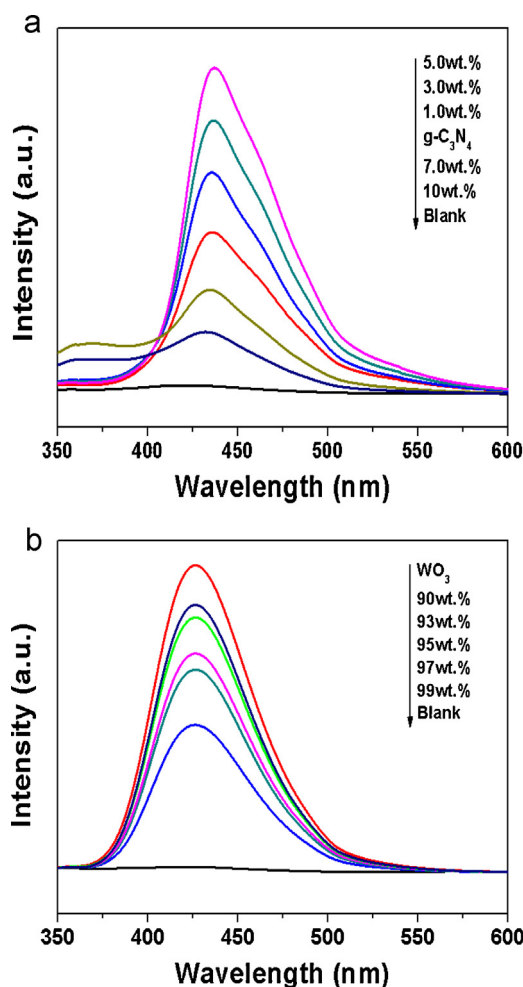 a
Intensity (a.u.)
5.0wt.%
3.0wt.%
1.0wt.%
g-C₃N₄
7.0wt.%
10wt.%
Blank
350 400 450 500 550 600
Wavelength (nm)
b
Intensity (a.u.)
WO₃
90wt.%
93wt.%
95wt.%
97wt.%
99wt.%
Blank
350 400 450 500 550 600
Wavelength (nm)